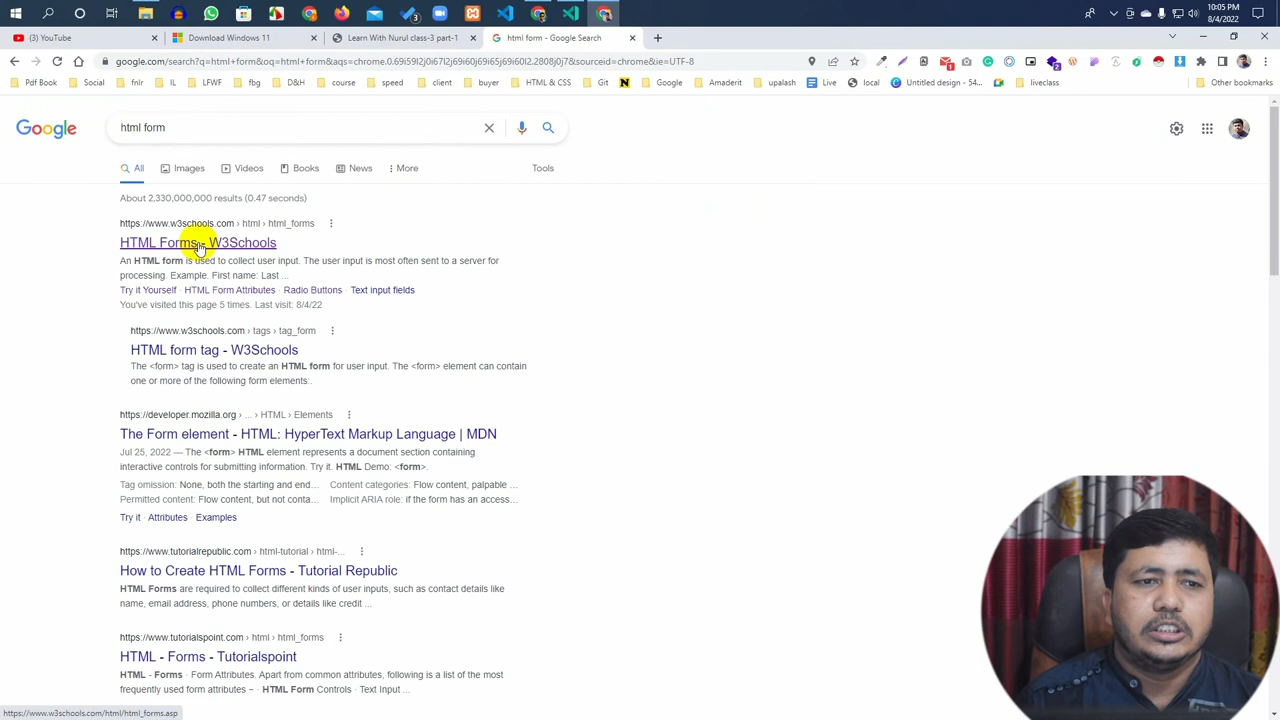 10:05 PM
8/4/2022
3
(3) YouTube
Download Windows 11
Learn With Nurul class-3 part-1
html form - Google Search
google.com/search?q=html+form&oq=html+form&aqs=chrome.0.69i59l2j0i67l2j69i60j69i65j69i60l2.2808j0j7&sourceid=chrome&ie=UTF-8
Pdf Book
Social
fnlr
IL
LFWF
fbg
D&H
course
speed
client
buyer
HTML & CSS
Git
Google
Amaderit
upalash
Live
local
Untitled design - 54...
liveclass
Other bookmarks
Google
html form
All
Images
Videos
Books
News
More
Tools
About 2,330,000,000 results (0.47 seconds)
https://www.w3schools.com › html › html_forms
HTML Forms - W3Schools
An HTML form is used to collect user input. The user input is most often sent to a server for
processing. Example. First name: Last ...
Try it Yourself · HTML Form Attributes · Radio Buttons · Text input fields
You've visited this page 5 times. Last visit: 8/4/22
https://www.w3schools.com › tags › tag_form
HTML form tag - W3Schools
The <form> tag is used to create an HTML form for user input. The <form> element can contain
one or more of the following form elements:.
https://developer.mozilla.org › ... › HTML › Elements
The Form element - HTML: HyperText Markup Language | MDN
Jul 25, 2022 — The <form> HTML element represents a document section containing
interactive controls for submitting information. Try it. HTML Demo: <form>.
Tag omission: None, both the starting and end... Content categories: Flow content, palpable ...
Permitted content: Flow content, but not conta... Implicit ARIA role: if the form has an access...
Try it · Attributes · Examples
https://www.tutorialrepublic.com › html-tutorial › html-...
How to Create HTML Forms - Tutorial Republic
HTML Forms are required to collect different kinds of user inputs, such as contact details like
name, email address, phone numbers, or details like credit ...
https://www.tutorialspoint.com › html › html_forms
HTML - Forms - Tutorialspoint
HTML - Forms · Form Attributes. Apart from common attributes, following is a list of the most
frequently used form attributes − · HTML Form Controls · Text Input ...
https://www.w3schools.com/html/html_forms.asp